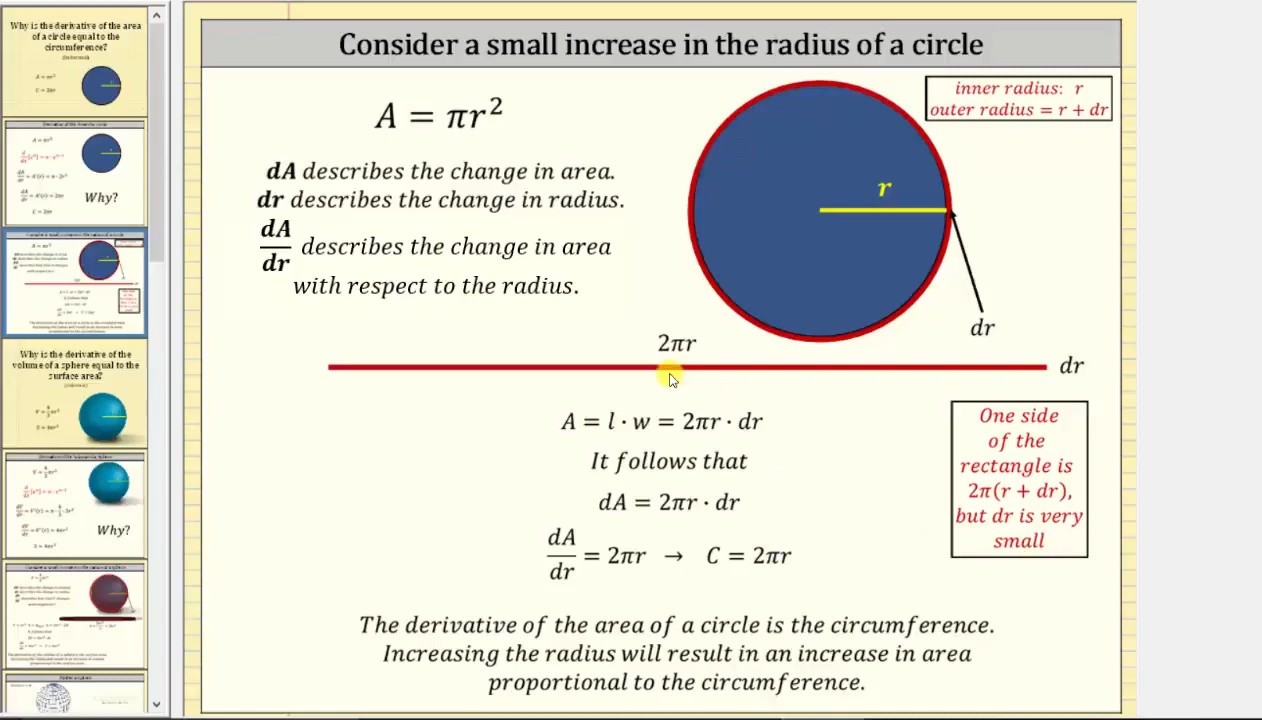 Why is the derivative of the area
of a circle equal to the
circumference?
A = πr²
C = 2πr
A = πr²
Why?
C = 2πr
Why is the derivative of the
volume of a sphere equal to the
surface area?
Why?
Consider a small increase in the radius of a circle
A = πr²
inner radius: r
outer radius = r + dr
dA describes the change in area.
dr describes the change in radius.
dA/dr describes the change in area
with respect to the radius.
r
dr
2πr
dr
A = l · w = 2πr · dr
It follows that
dA = 2πr · dr
dA/dr = 2πr → C = 2πr
One side
of the
rectangle is
2π(r + dr),
but dr is very
small
The derivative of the area of a circle is the circumference.
Increasing the radius will result in an increase in area
proportional to the circumference.